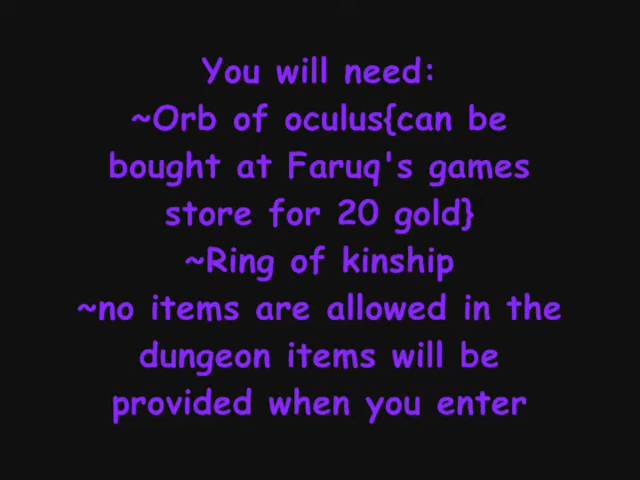 You will need:
~Orb of oculus{can be
bought at Faruq's games
store for 20 gold}
~Ring of kinship
~no items are allowed in the
dungeon items will be
provided when you enter